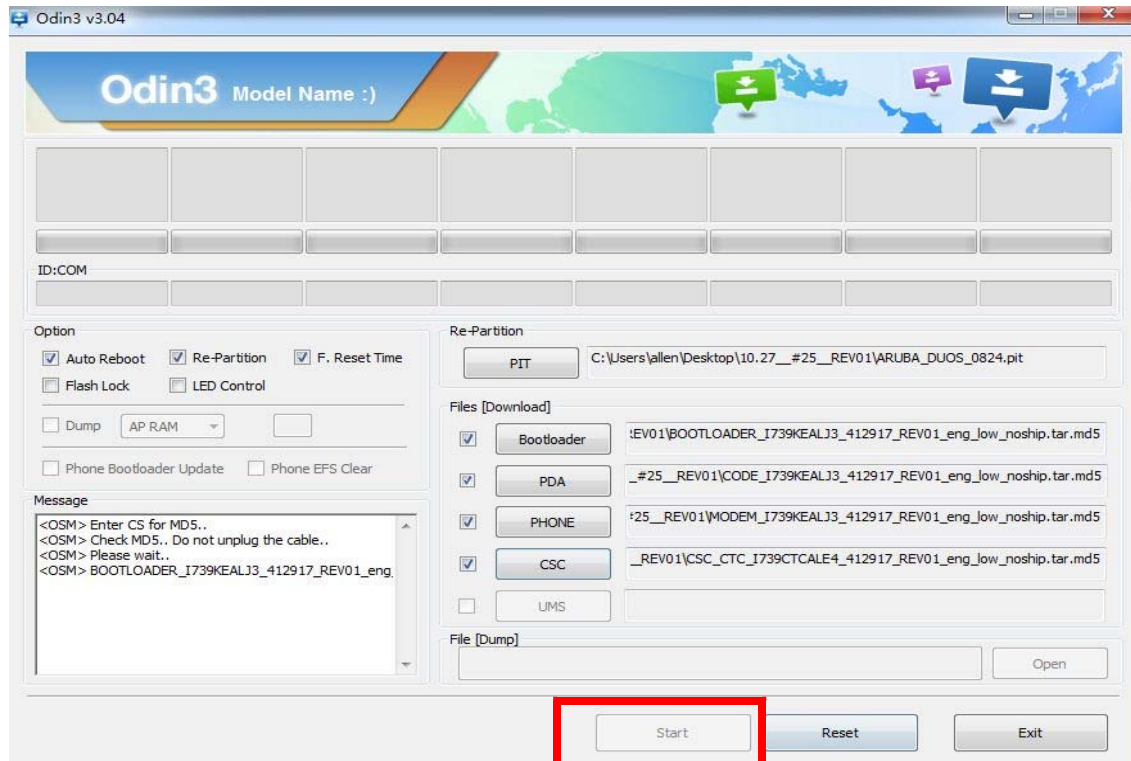 Odin3 v3.04
Odin3 Model Name :)
ID:COM
Option
Auto Reboot Re-Partition F. Reset Time
Flash Lock LED Control
Dump AP RAM
Phone Bootloader Update Phone EFS Clear
Message
<OSM> Enter CS for MD5..
<OSM> Check MD5.. Do not unplug the cable..
<OSM> Please wait..
<OSM> BOOTLOADER_I739KEALJ3_412917_REV01_eng_
Re-Partition
PIT C:\Users\allen\Desktop\10.27__#25__REV01\ARUBA_DUOS_0824.pit
Files [Download]
Bootloader REV01\BOOTLOADER_I739KEALJ3_412917_REV01_eng_low_noship.tar.md5
PDA _#25__REV01\CODE_I739KEALJ3_412917_REV01_eng_low_noship.tar.md5
PHONE #25__REV01\MODEM_I739KEALJ3_412917_REV01_eng_low_noship.tar.md5
CSC __REV01\CSC_CTC_I739CTCALE4_412917_REV01_eng_low_noship.tar.md5
UMS
File [Dump]
Open
Start Reset Exit